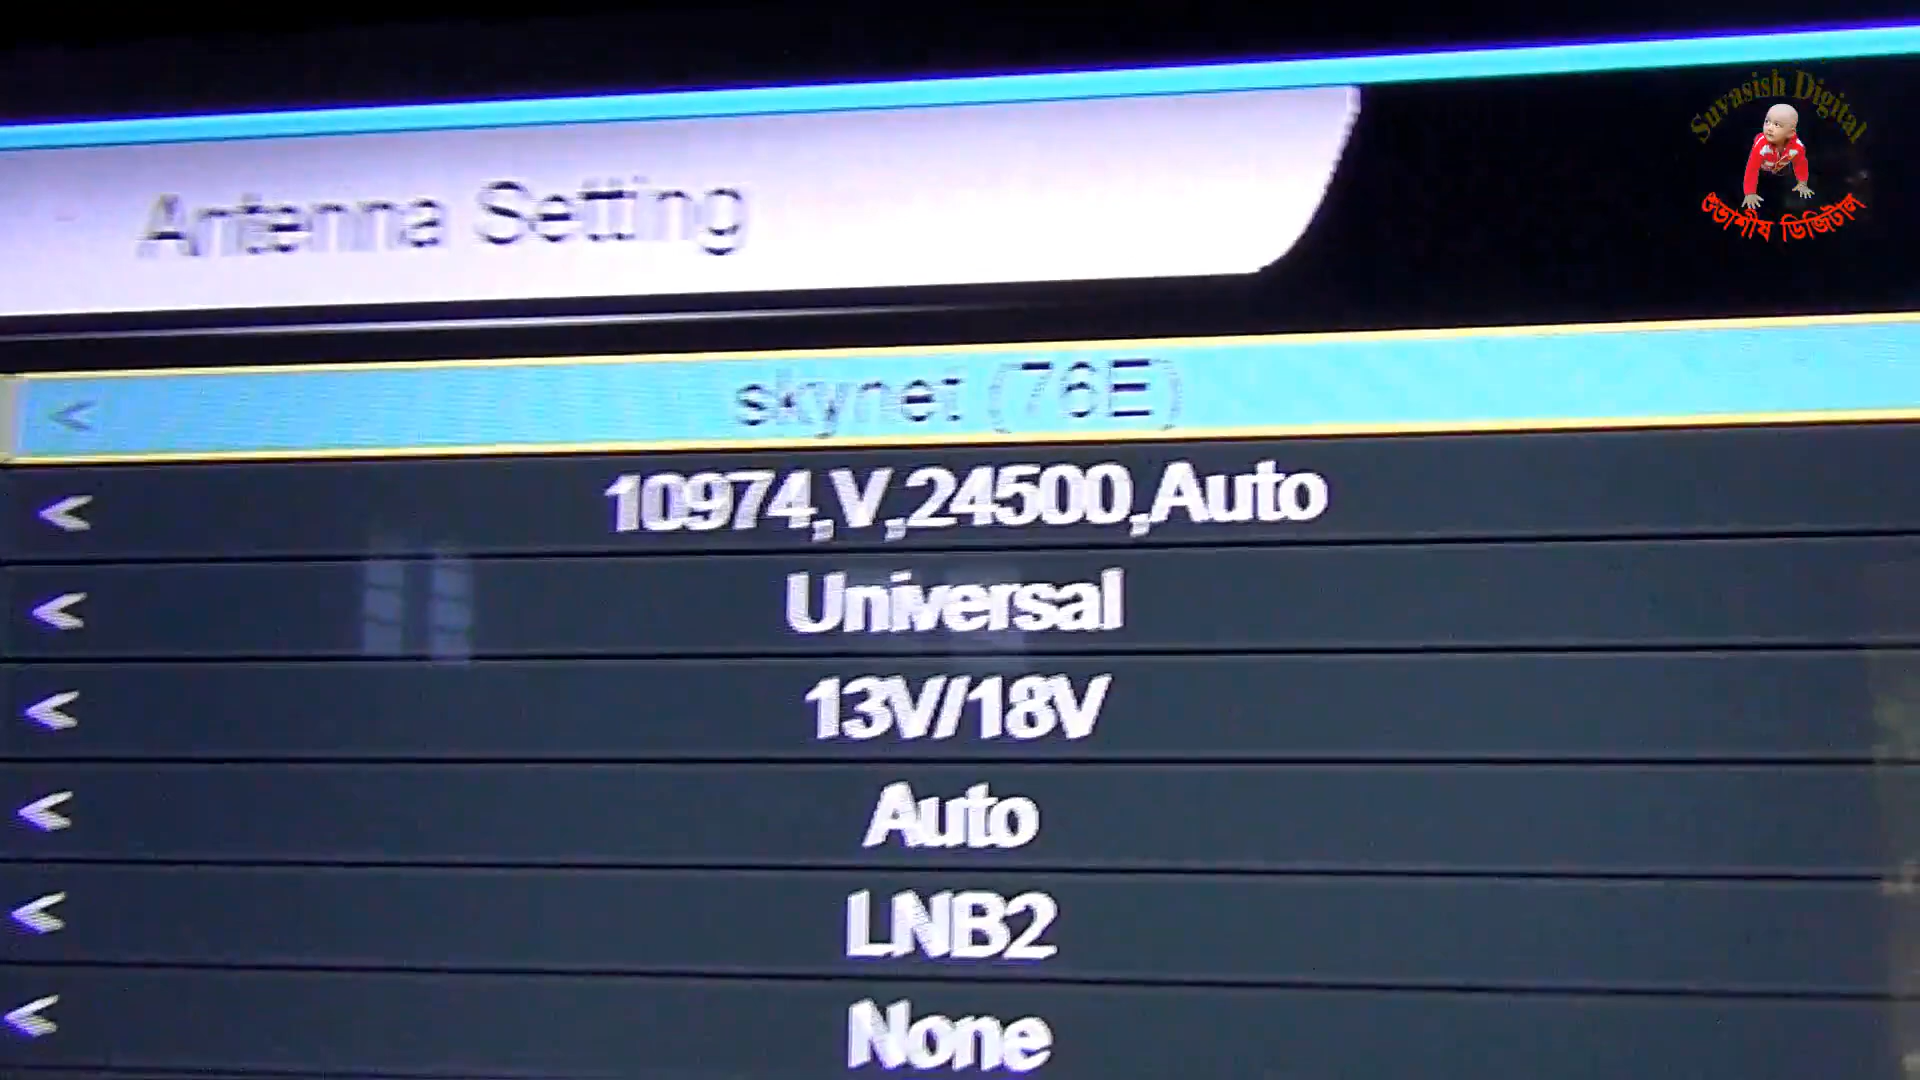 Suvasish Digital
শুভাশীষ ডিজিটাল
Antenna Setting
< skynet (76E)
< 10974,V,24500,Auto
< Universal
< 13V/18V
< Auto
< LNB2
< None